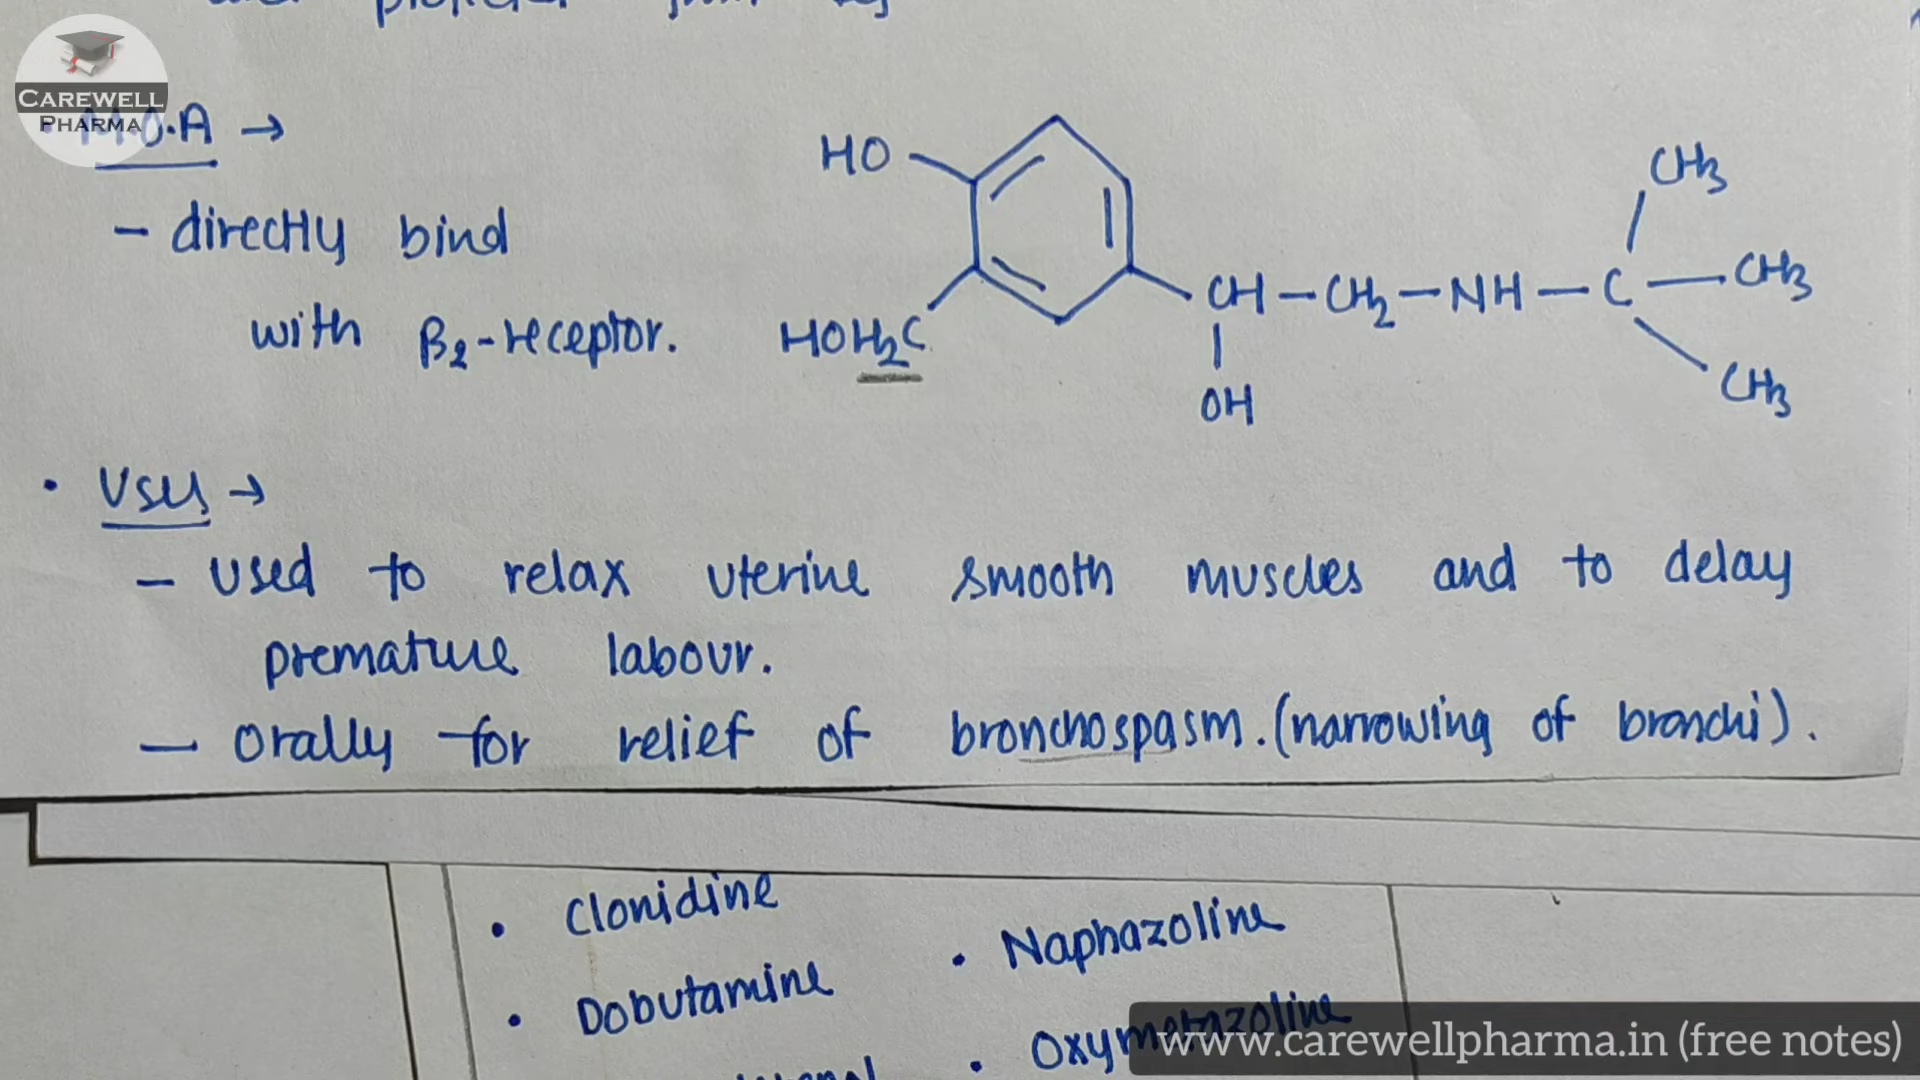 CAREWELL
PHARMA
M.O.A →
- directly bind
with β2-receptor.
HO
HOH2C
CH - CH2 - NH - C
OH
CH3
CH3
CH3
• Uses →
- used to relax uterine smooth muscles and to delay
premature labour.
- orally for relief of bronchospasm. (narrowing of bronchi).
• Clonidine
• Naphazoline
• Dobutamine
• Oxymetazoline
www.carewellpharma.in (free notes)